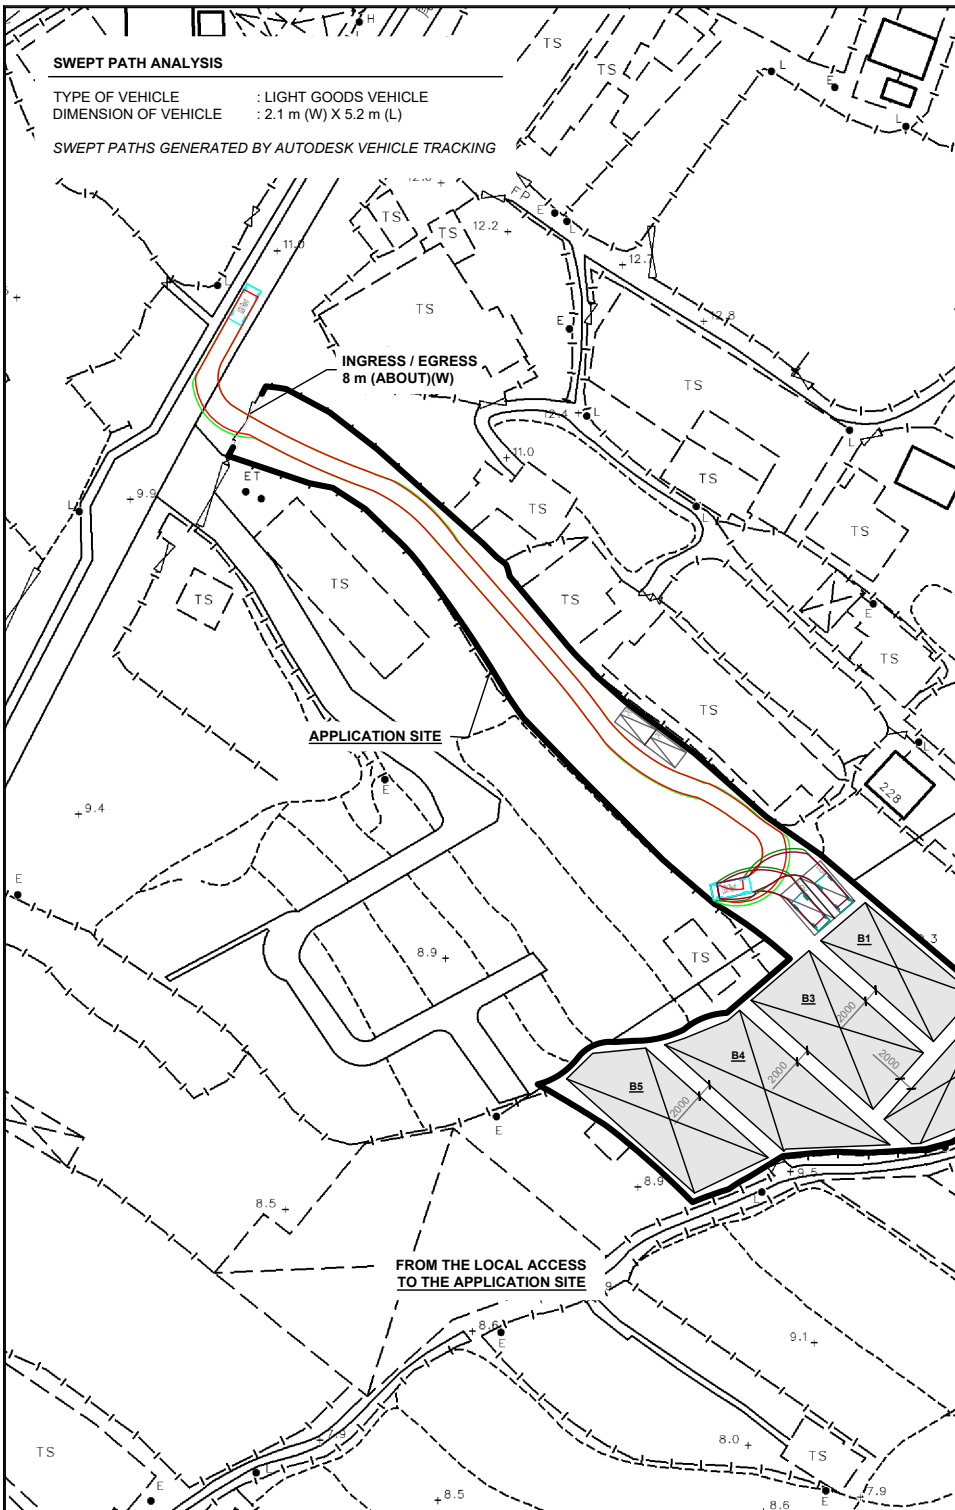 SWEPT PATH ANALYSIS
TYPE OF VEHICLE : LIGHT GOODS VEHICLE
DIMENSION OF VEHICLE : 2.1 m (W) X 5.2 m (L)
SWEPT PATHS GENERATED BY AUTODESK VEHICLE TRACKING
H
TS
TS
L
E
L
FP
E
L
TS
TS
12.2
11.0
12.7
L
TS
12.8
E
INGRESS / EGRESS
8 m (ABOUT)(W)
TS
12.4
L
L
11.0
ET
9.9
L
TS
TS
L
TS
TS
TS
TS
E
TS
APPLICATION SITE
TS
L
E
228
9.4
E
B1
8.9
TS
B3
2000
B4
2000
2000
B5
2000
E
9.5
8.9
L
8.5
FROM THE LOCAL ACCESS
TO THE APPLICATION SITE
8.6
E
9.1
7.9
8.0
TS
TS
L
E
8.5
E
7.9
8.6